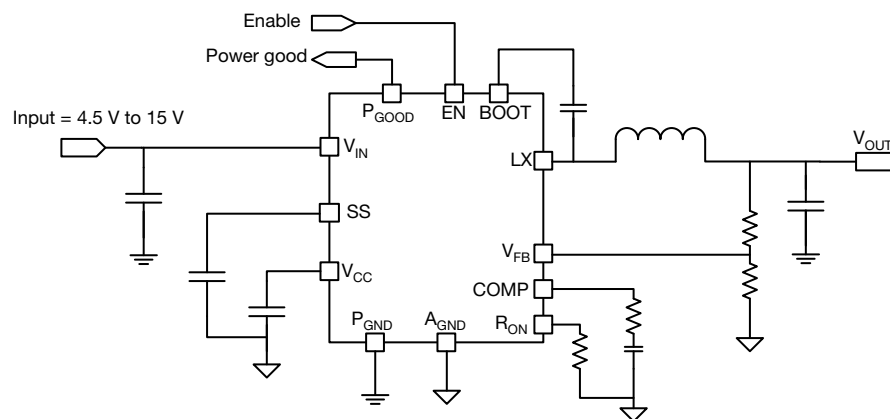 Enable
Power good
Input = 4.5 V to 15 V
PGOOD
EN
BOOT
VIN
LX
VOUT
SS
VFB
VCC
COMP
PGND
AGND
RON